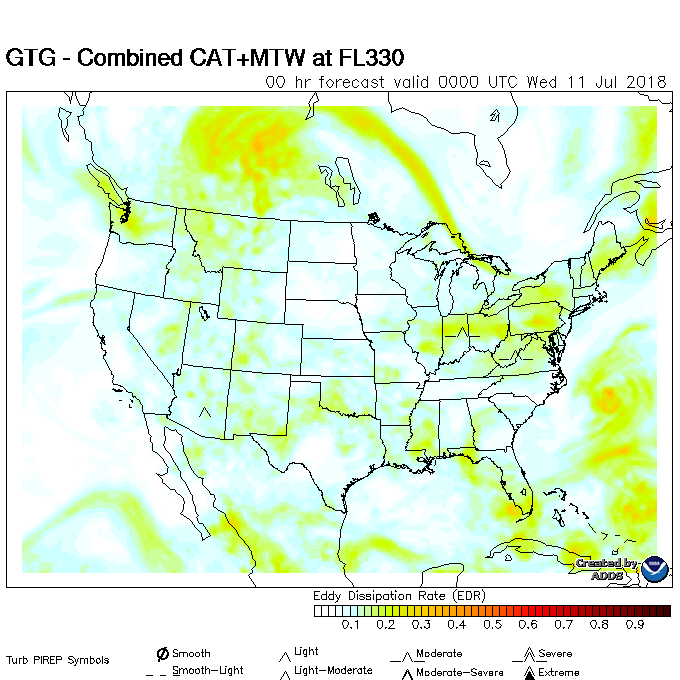 GTG - Combined CAT+MTW at FL330
00 hr forecast valid 0000 UTC Wed 11 Jul 2018
Created by
ADDS
Eddy Dissipation Rate (EDR)
0.1 0.2 0.3 0.4 0.5 0.6 0.7 0.8 0.9
Turb PIREP Symbols
Smooth Light Moderate Severe
Smooth-Light Light-Moderate Moderate-Severe Extreme